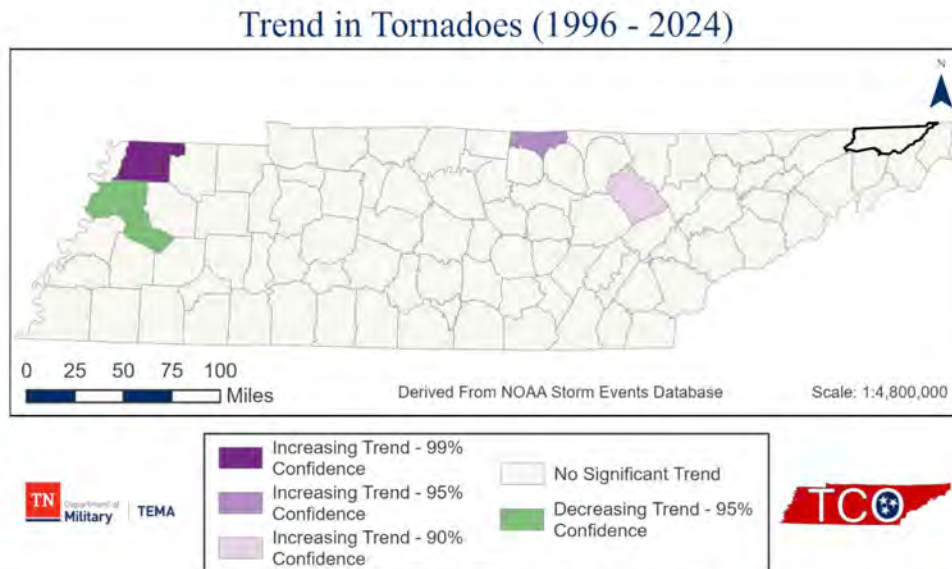 Trend in Tornadoes (1996 - 2024)
N
0 25 50 75 100
Miles
Derived From NOAA Storm Events Database
Scale: 1:4,800,000
Increasing Trend - 99%
Confidence
Increasing Trend - 95%
Confidence
Increasing Trend - 90%
Confidence
No Significant Trend
Decreasing Trend - 95%
Confidence
TN
Department of
Military
TEMA
TCO